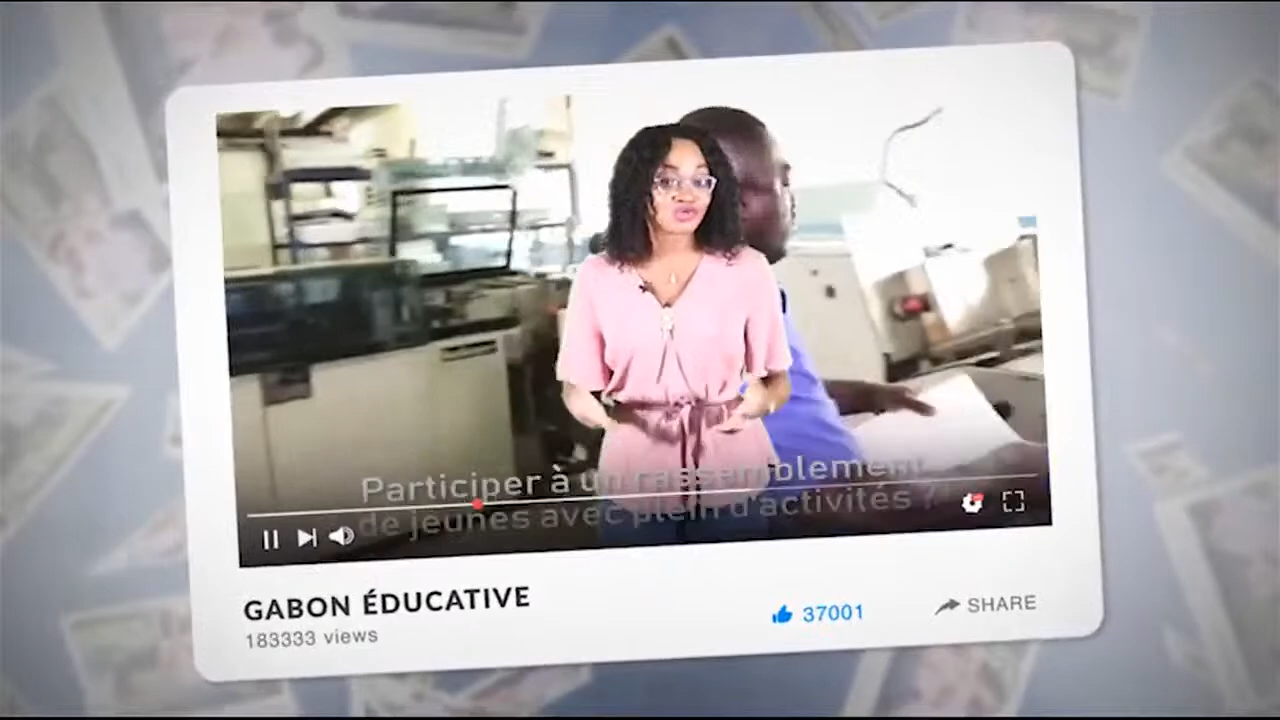 Participer à un rassemblement
de jeunes avec plein d'activités ?
GABON ÉDUCATIVE
183333 views
37001
SHARE